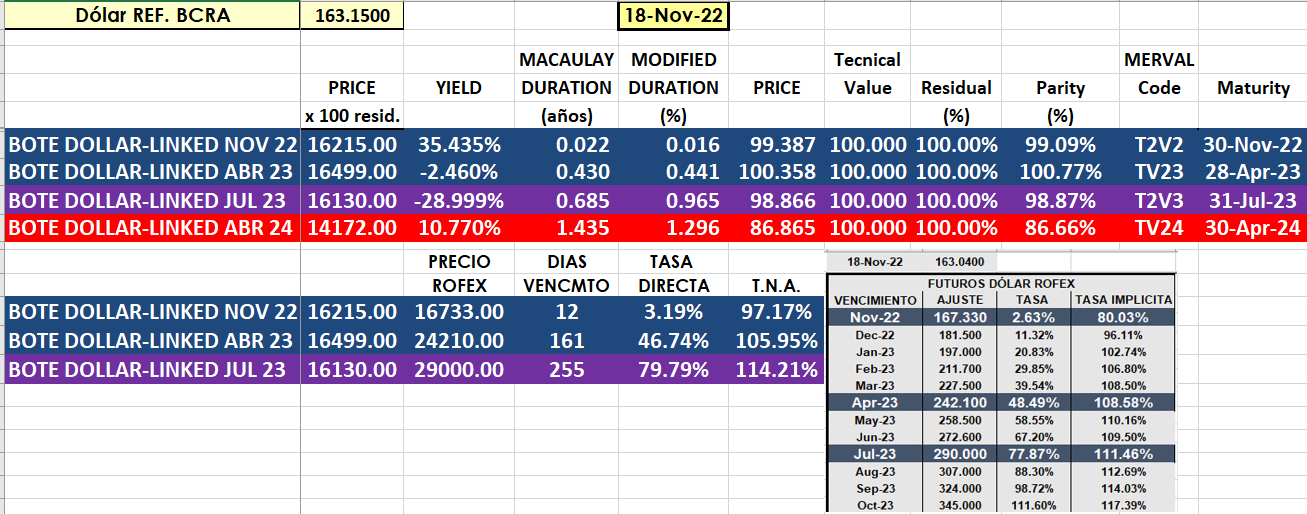 Dólar REF. BCRA 163.1500 18-Nov-22
MACAULAY MODIFIED Tecnical MERVAL
PRICE YIELD DURATION DURATION PRICE Value Residual Parity Code Maturity
x 100 resid. (años) (%) (%) (%)
BOTE DOLLAR-LINKED NOV 22 16215.00 35.435% 0.022 0.016 99.387 100.000 100.00% 99.09% T2V2 30-Nov-22
BOTE DOLLAR-LINKED ABR 23 16499.00 -2.460% 0.430 0.441 100.358 100.000 100.00% 100.77% TV23 28-Apr-23
BOTE DOLLAR-LINKED JUL 23 16130.00 -28.999% 0.685 0.965 98.866 100.000 100.00% 98.87% T2V3 31-Jul-23
BOTE DOLLAR-LINKED ABR 24 14172.00 10.770% 1.435 1.296 86.865 100.000 100.00% 86.66% TV24 30-Apr-24
PRECIO DIAS TASA
ROFEX VENCMTO DIRECTA T.N.A.
BOTE DOLLAR-LINKED NOV 22 16215.00 16733.00 12 3.19% 97.17%
BOTE DOLLAR-LINKED ABR 23 16499.00 24210.00 161 46.74% 105.95%
BOTE DOLLAR-LINKED JUL 23 16130.00 29000.00 255 79.79% 114.21%
18-Nov-22 163.0400
FUTUROS DÓLAR ROFEX
VENCIMIENTO AJUSTE TASA TASA IMPLICITA
Nov-22 167.330 2.63% 80.03%
Dec-22 181.500 11.32% 96.11%
Jan-23 197.000 20.83% 102.74%
Feb-23 211.700 29.85% 106.80%
Mar-23 227.500 39.54% 108.50%
Apr-23 242.100 48.49% 108.58%
May-23 258.500 58.55% 110.16%
Jun-23 272.600 67.20% 109.50%
Jul-23 290.000 77.87% 111.46%
Aug-23 307.000 88.30% 112.69%
Sep-23 324.000 98.72% 114.03%
Oct-23 345.000 111.60% 117.39%